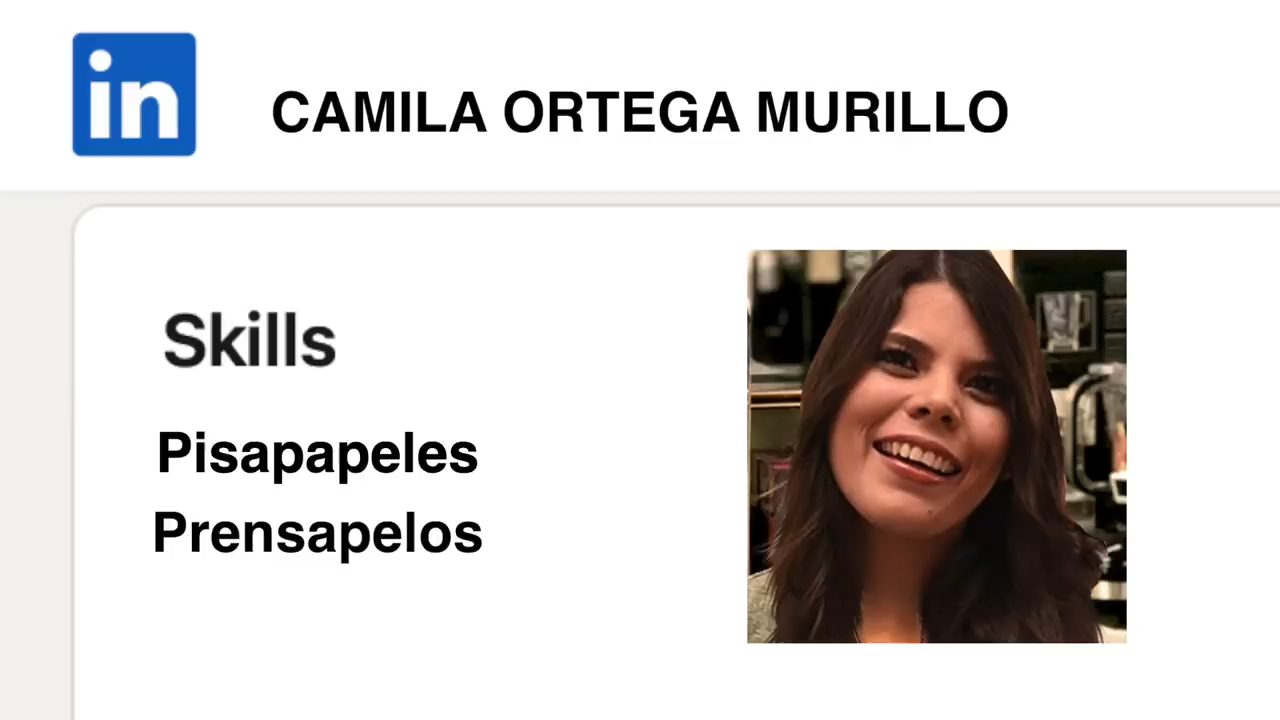 in
CAMILA ORTEGA MURILLO
Skills
Pisapapeles
Prensapelos